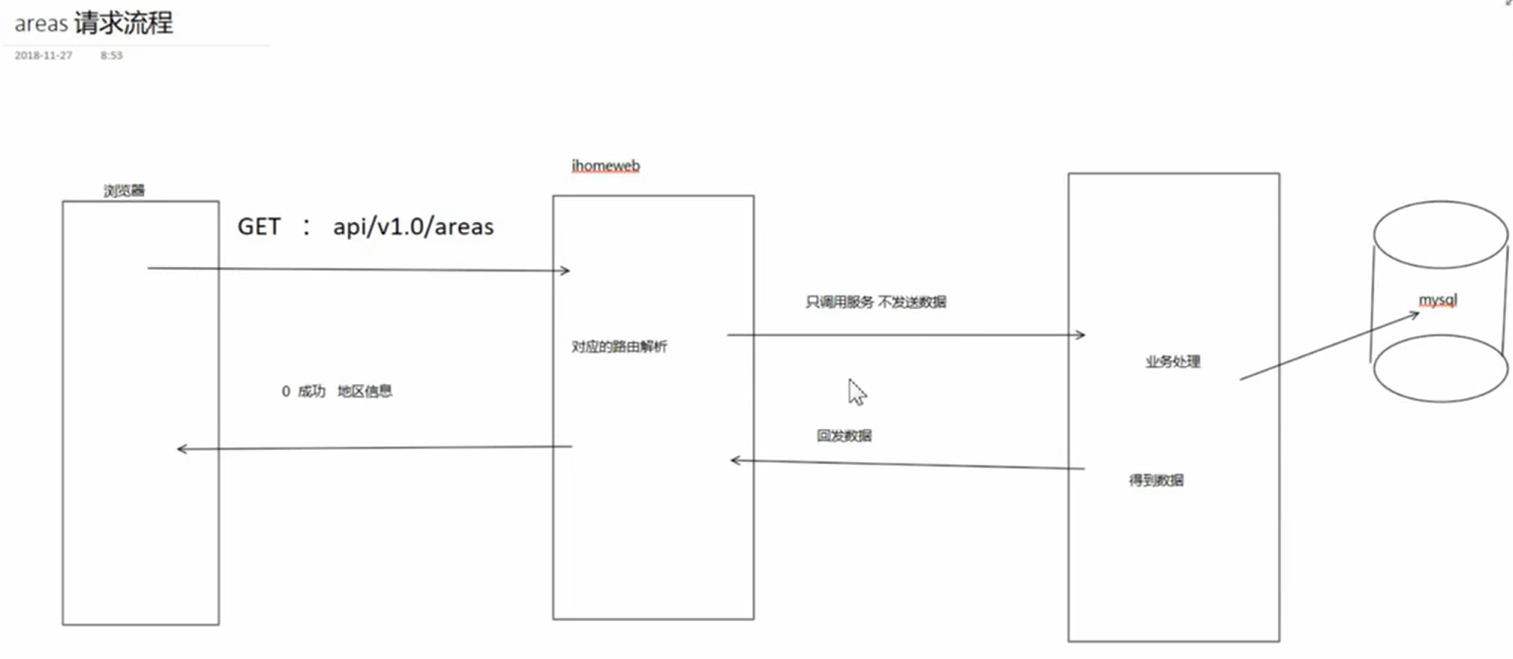 areas 请求流程
2018-11-27 8:53
ihomeweb
浏览器
GET : api/v1.0/areas
只调用服务 不发送数据
mysql
对应的路由解析
业务处理
0 成功 地区信息
回发数据
得到数据